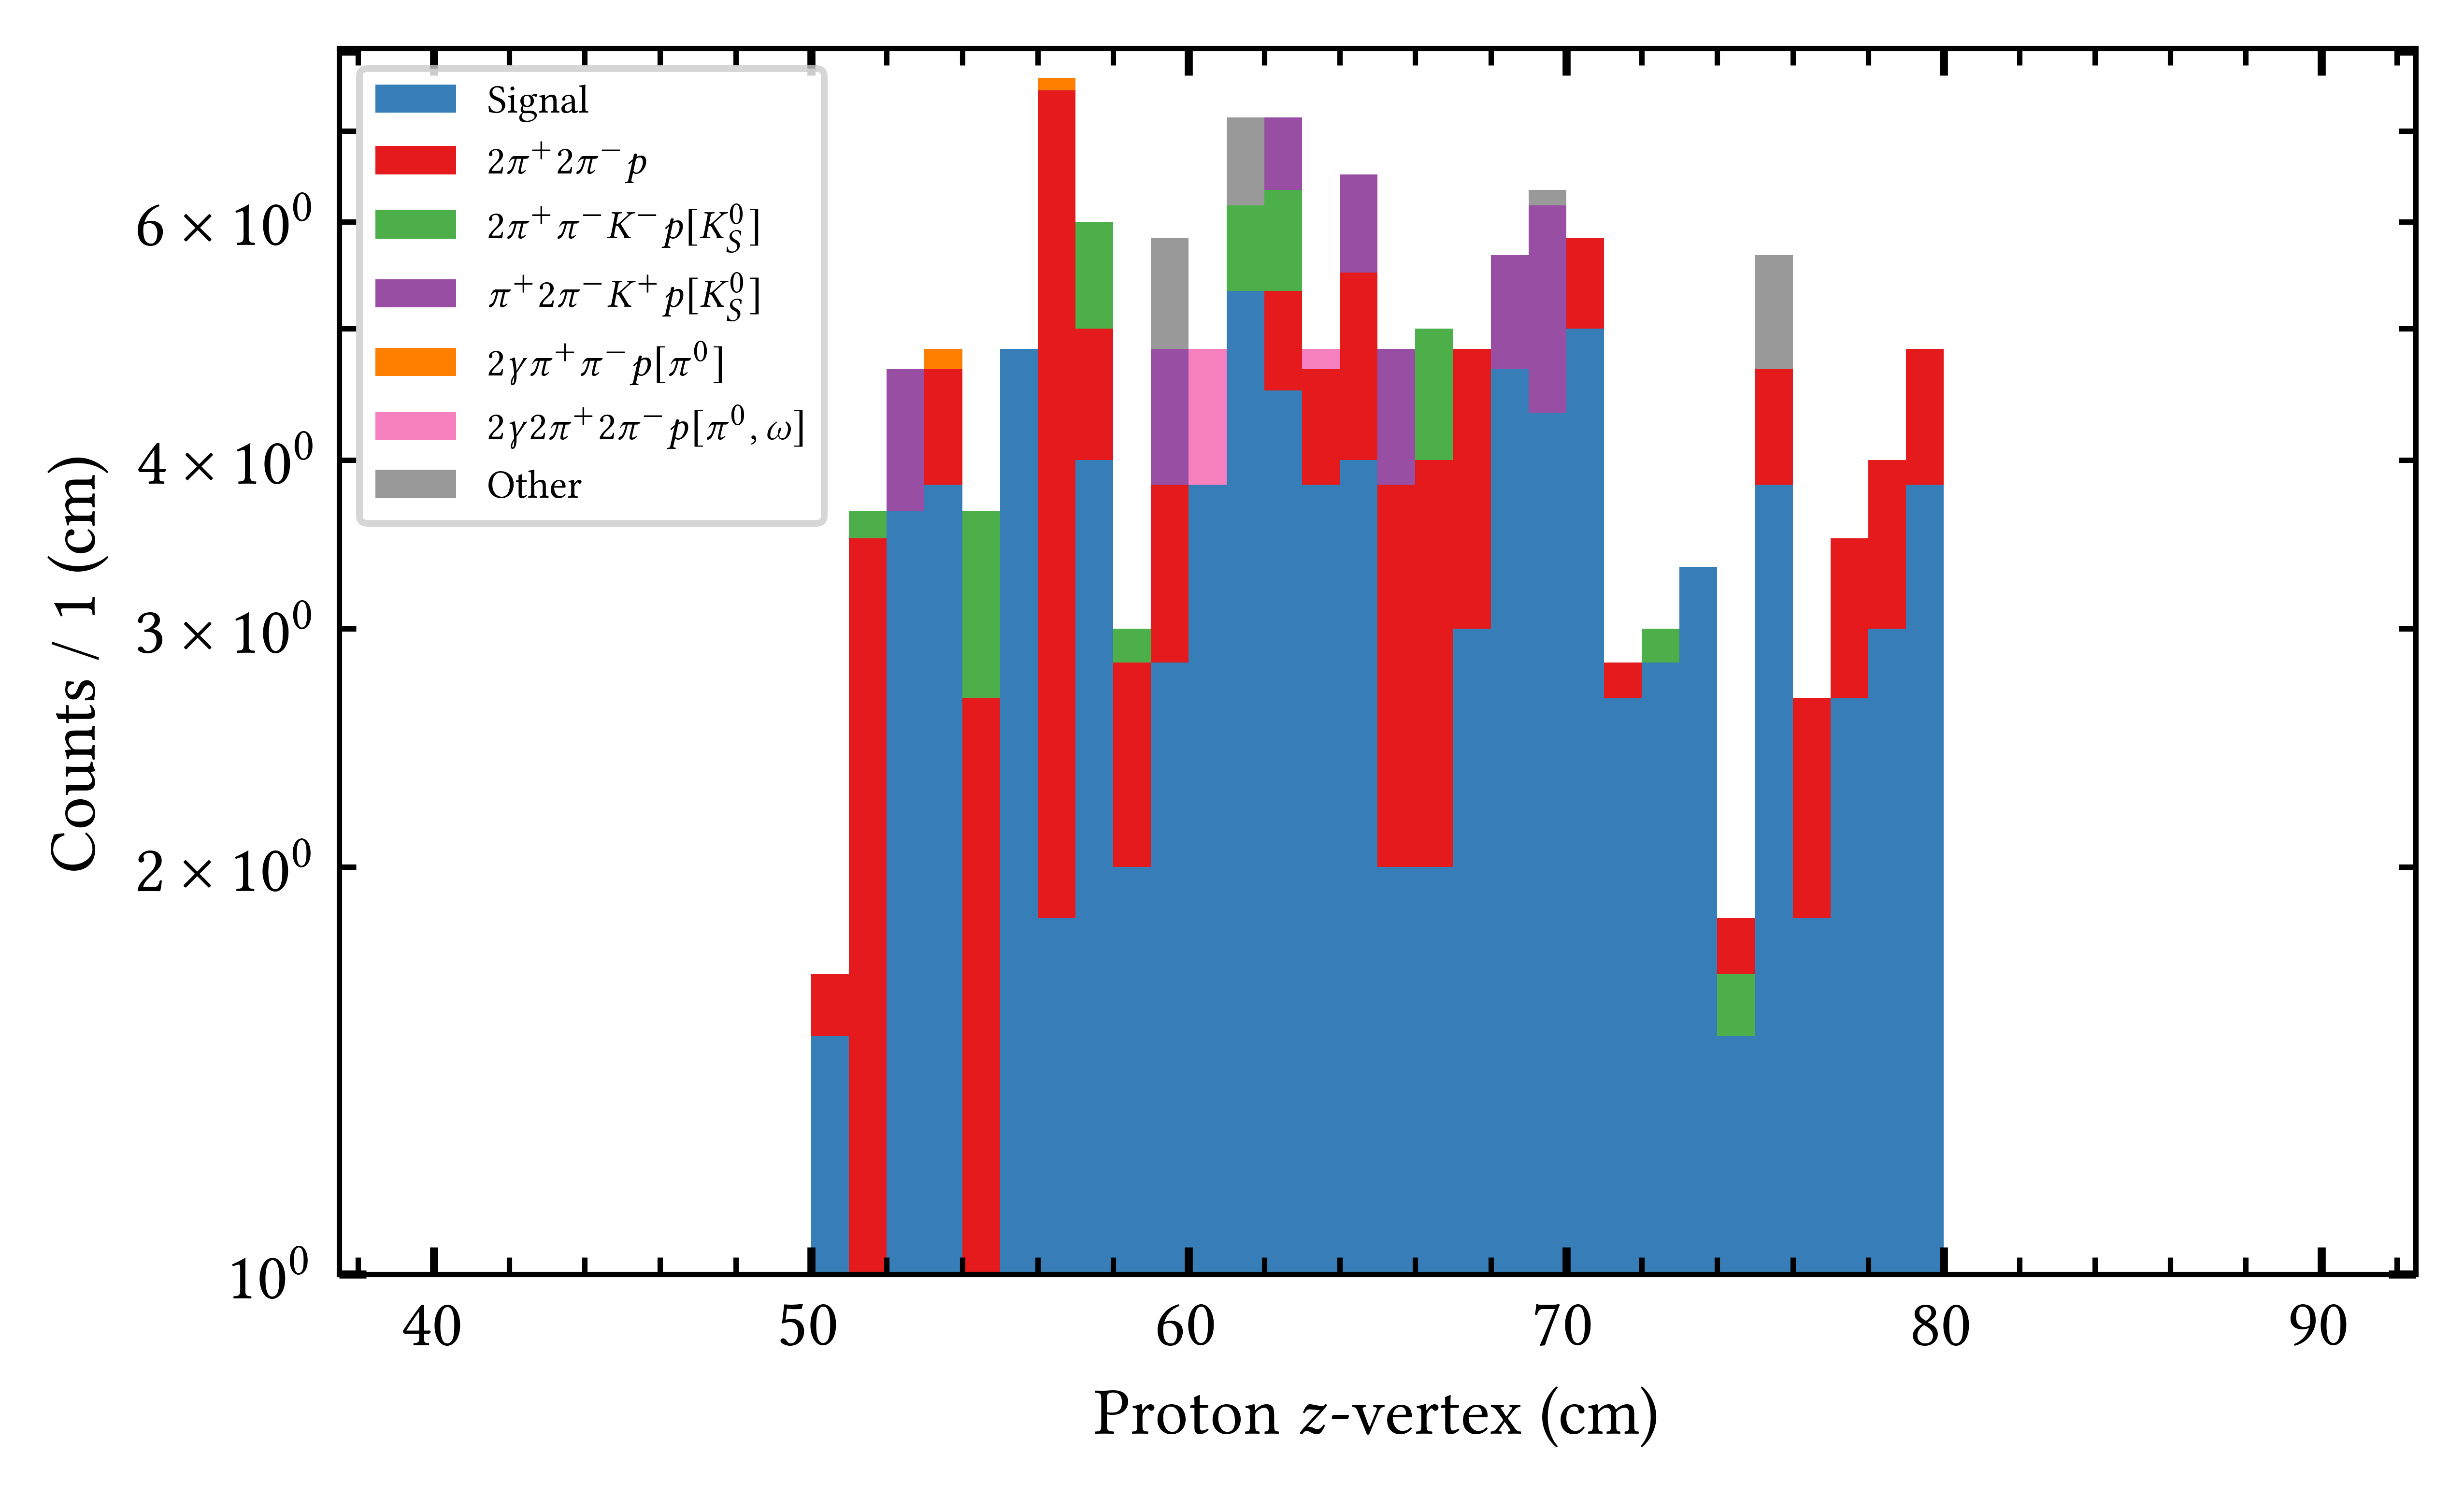 Signal
2π⁺2π⁻p
2π⁺π⁻K⁻p[K⁰_S]
π⁺2π⁻K⁺p[K⁰_S]
2γπ⁺π⁻p[π⁰]
2γ2π⁺2π⁻p[π⁰, ω]
Other
6 × 10⁰
4 × 10⁰
3 × 10⁰
2 × 10⁰
10⁰
Counts / 1 (cm)
40 50 60 70 80 90
Proton z-vertex (cm)